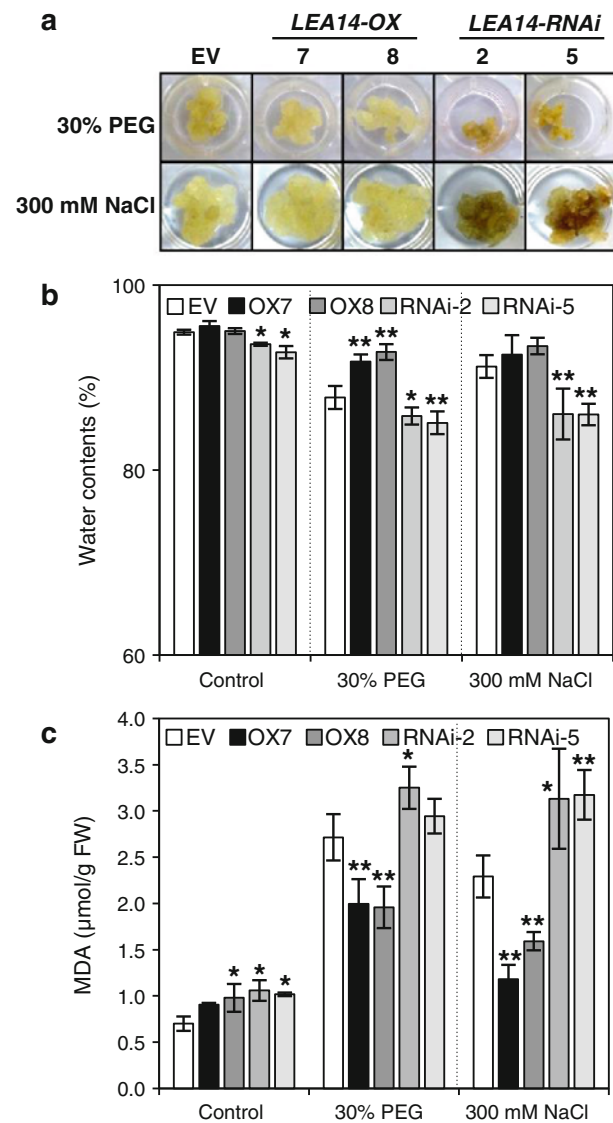 a
LEA14-OX LEA14-RNAi
EV 7 8 2 5
30% PEG
300 mM NaCl
b
100
EV OX7 OX8 RNAi-2 RNAi-5
* *
** **
* **
** **
Water contents (%)
80
60
Control 30% PEG 300 mM NaCl
c
4.0
EV OX7 OX8 RNAi-2 RNAi-5
3.5
3.0
2.5
2.0
1.5
1.0
0.5
0.0
* * *
** ** *
** ** * **
MDA (µmol/g FW)
Control 30% PEG 300 mM NaCl